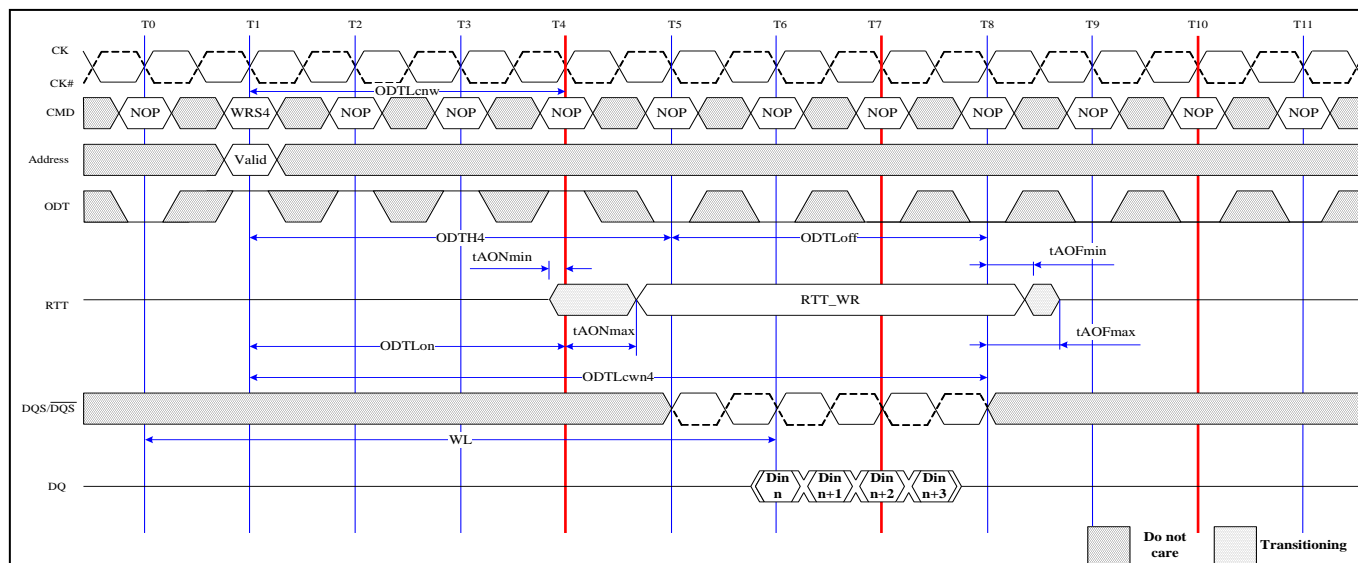 T0 T1 T2 T3 T4 T5 T6 T7 T8 T9 T10 T11
CK
CK#
ODTLcnw
CMD NOP WRS4 NOP NOP NOP NOP NOP NOP NOP NOP NOP NOP
Address Valid
ODT
ODTH4 ODTLoff
tAONmin tAOFmin
RTT RTT_WR
tAONmax tAOFmax
ODTLon
ODTLcwn4
DQS/DQS
WL
DQ Din n Din n+1 Din n+2 Din n+3
Do not care Transitioning